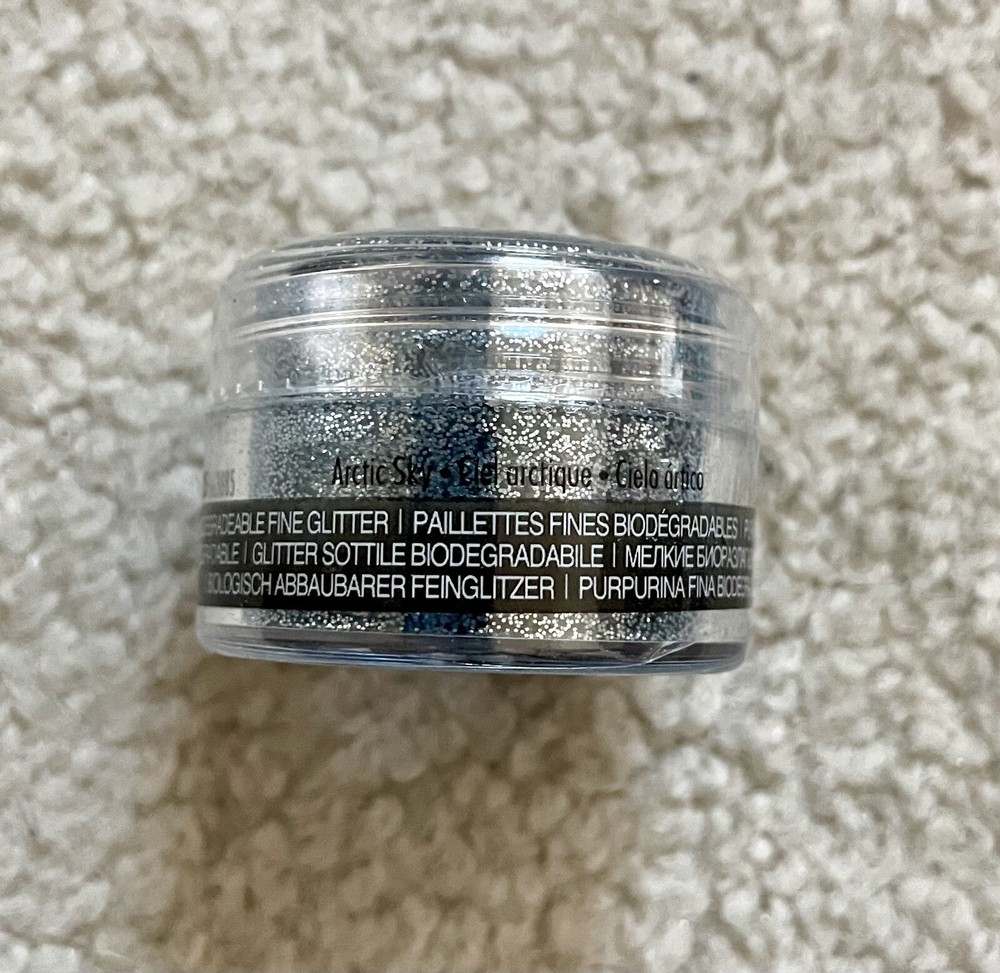 Arctic Sky • Ciel arctique • Cielo ártico
FINE GLITTER | PAILLETTES FINES BIODÉGRADABLES |
| GLITTER SOTTILE BIODEGRADABILE | МЕЛКИЕ
BIOLOGISCH ABBAUBARER FEINGLITZER | PURPURINA FINA